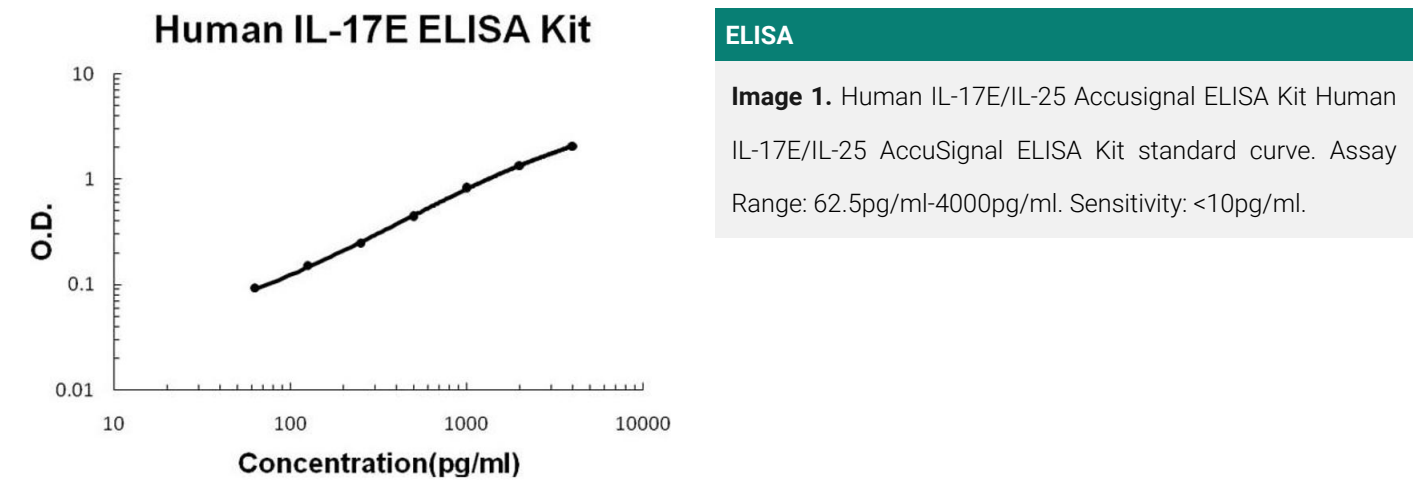 Human IL-17E ELISA Kit
10
1
0.1
0.01
O.D.
10 100 1000 10000
Concentration(pg/ml)
ELISA
Image 1. Human IL-17E/IL-25 Accusignal ELISA Kit Human
IL-17E/IL-25 AccuSignal ELISA Kit standard curve. Assay
Range: 62.5pg/ml-4000pg/ml. Sensitivity: <10pg/ml.